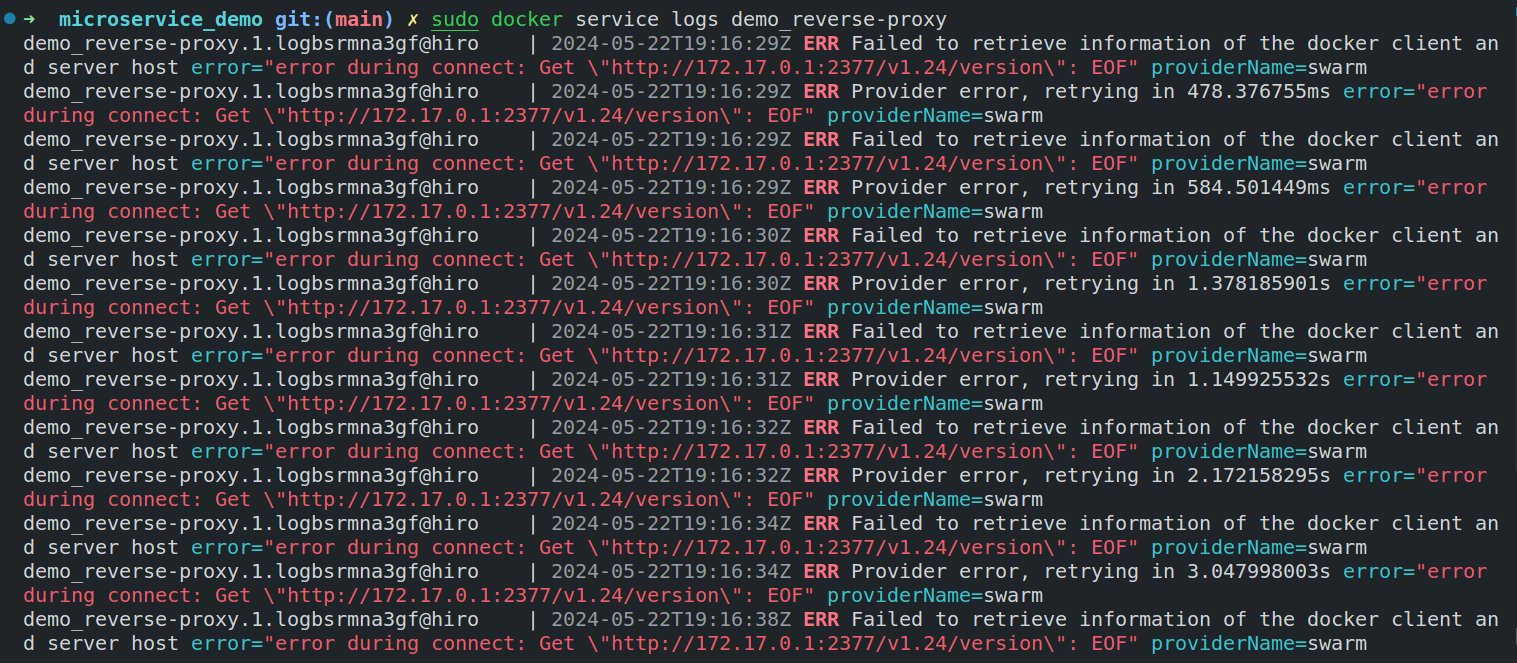 ➜  microservice_demo git:(main) ✗ sudo docker service logs demo_reverse-proxy
demo_reverse-proxy.1.logbsrmna3gf@hiro    | 2024-05-22T19:16:29Z ERR Failed to retrieve information of the docker client an
d server host error="error during connect: Get \"http://172.17.0.1:2377/v1.24/version\": EOF" providerName=swarm
demo_reverse-proxy.1.logbsrmna3gf@hiro    | 2024-05-22T19:16:29Z ERR Provider error, retrying in 478.376755ms error="error 
during connect: Get \"http://172.17.0.1:2377/v1.24/version\": EOF" providerName=swarm
demo_reverse-proxy.1.logbsrmna3gf@hiro    | 2024-05-22T19:16:29Z ERR Failed to retrieve information of the docker client an
d server host error="error during connect: Get \"http://172.17.0.1:2377/v1.24/version\": EOF" providerName=swarm
demo_reverse-proxy.1.logbsrmna3gf@hiro    | 2024-05-22T19:16:29Z ERR Provider error, retrying in 584.501449ms error="error 
during connect: Get \"http://172.17.0.1:2377/v1.24/version\": EOF" providerName=swarm
demo_reverse-proxy.1.logbsrmna3gf@hiro    | 2024-05-22T19:16:30Z ERR Failed to retrieve information of the docker client an
d server host error="error during connect: Get \"http://172.17.0.1:2377/v1.24/version\": EOF" providerName=swarm
demo_reverse-proxy.1.logbsrmna3gf@hiro    | 2024-05-22T19:16:30Z ERR Provider error, retrying in 1.378185901s error="error 
during connect: Get \"http://172.17.0.1:2377/v1.24/version\": EOF" providerName=swarm
demo_reverse-proxy.1.logbsrmna3gf@hiro    | 2024-05-22T19:16:31Z ERR Failed to retrieve information of the docker client an
d server host error="error during connect: Get \"http://172.17.0.1:2377/v1.24/version\": EOF" providerName=swarm
demo_reverse-proxy.1.logbsrmna3gf@hiro    | 2024-05-22T19:16:31Z ERR Provider error, retrying in 1.149925532s error="error 
during connect: Get \"http://172.17.0.1:2377/v1.24/version\": EOF" providerName=swarm
demo_reverse-proxy.1.logbsrmna3gf@hiro    | 2024-05-22T19:16:32Z ERR Failed to retrieve information of the docker client an
d server host error="error during connect: Get \"http://172.17.0.1:2377/v1.24/version\": EOF" providerName=swarm
demo_reverse-proxy.1.logbsrmna3gf@hiro    | 2024-05-22T19:16:32Z ERR Provider error, retrying in 2.172158295s error="error 
during connect: Get \"http://172.17.0.1:2377/v1.24/version\": EOF" providerName=swarm
demo_reverse-proxy.1.logbsrmna3gf@hiro    | 2024-05-22T19:16:34Z ERR Failed to retrieve information of the docker client an
d server host error="error during connect: Get \"http://172.17.0.1:2377/v1.24/version\": EOF" providerName=swarm
demo_reverse-proxy.1.logbsrmna3gf@hiro    | 2024-05-22T19:16:34Z ERR Provider error, retrying in 3.047998003s error="error 
during connect: Get \"http://172.17.0.1:2377/v1.24/version\": EOF" providerName=swarm
demo_reverse-proxy.1.logbsrmna3gf@hiro    | 2024-05-22T19:16:38Z ERR Failed to retrieve information of the docker client an
d server host error="error during connect: Get \"http://172.17.0.1:2377/v1.24/version\": EOF" providerName=swarm